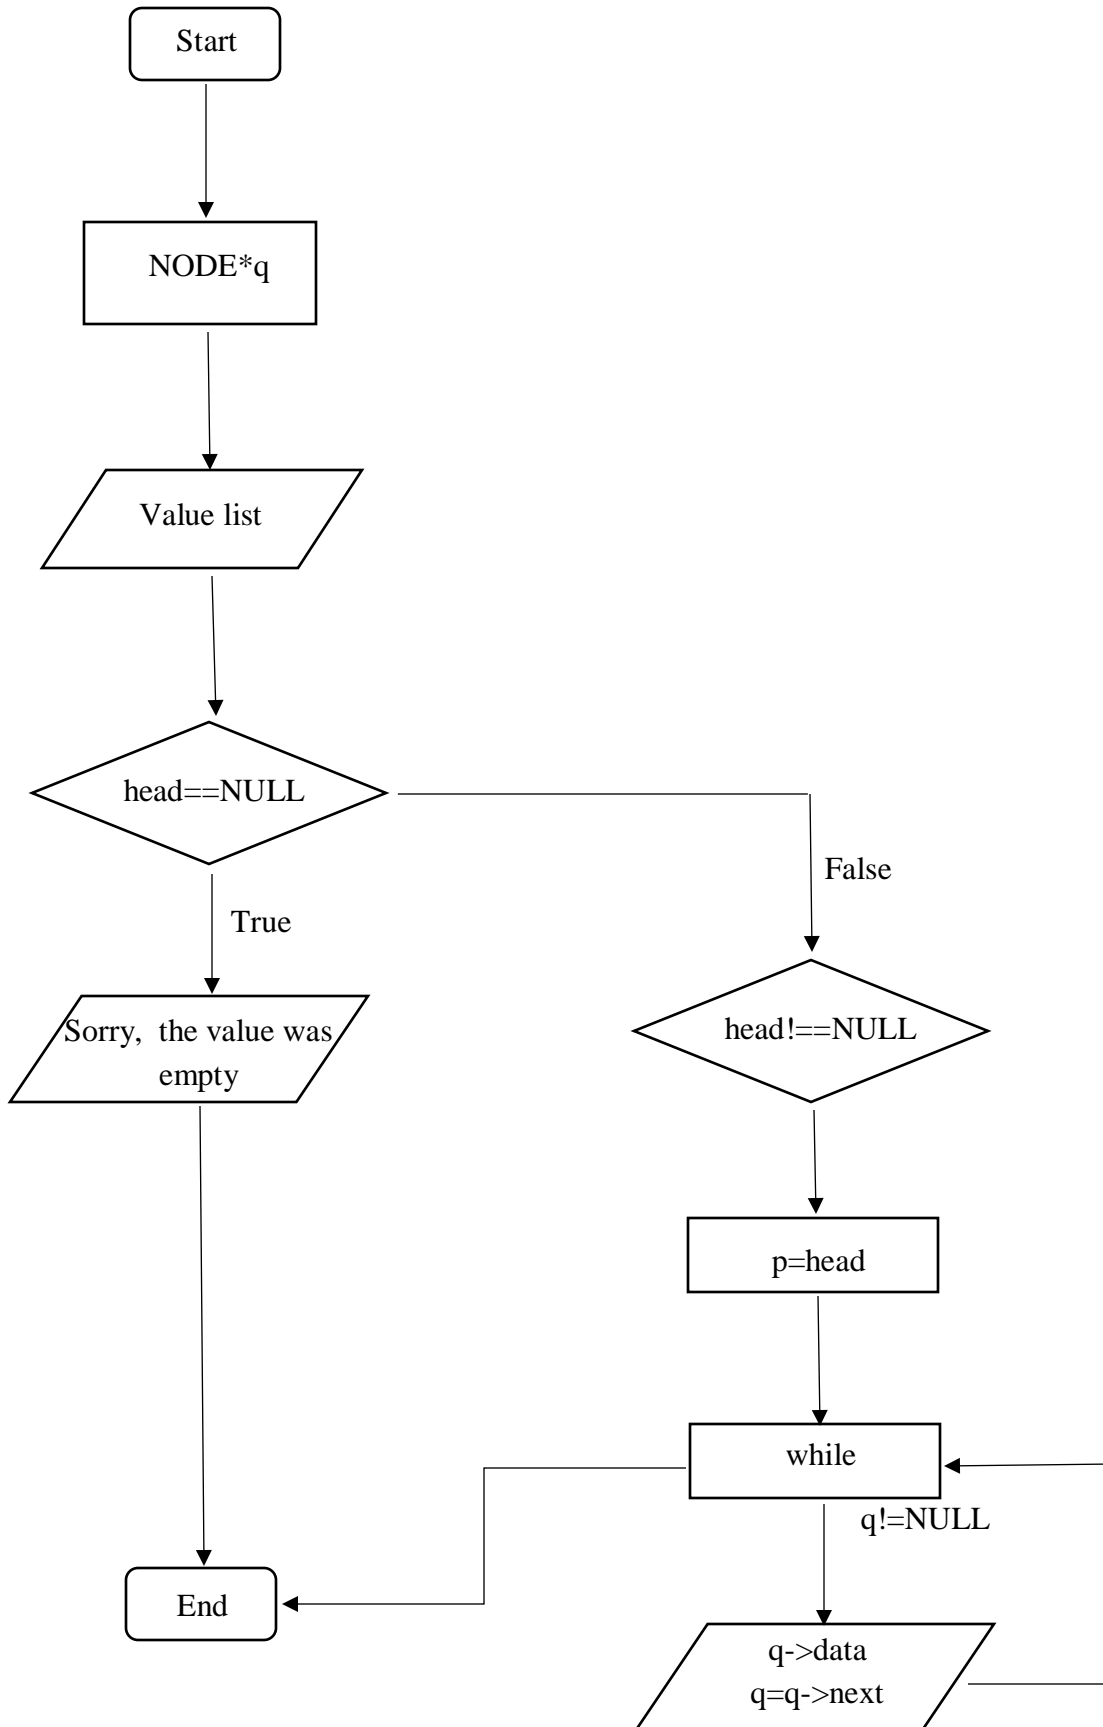 Start
NODE*q
Value list
head==NULL
False
True
Sorry,  the value was
empty
head!==NULL
p=head
while
q!=NULL
End
q->data
q=q->next